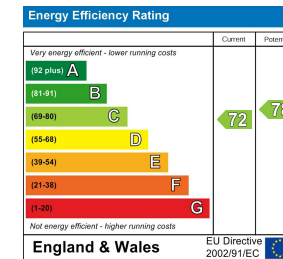 Energy Efficiency Rating
Current
Very energy efficient - lower running costs
(92 plus) A
(81-91) B
(69-80) C
72
(55-68) D
(39-54) E
(21-38) F
(1-20) G
Not energy efficient - higher running costs
England & Wales
EU Directive
2002/91/EC